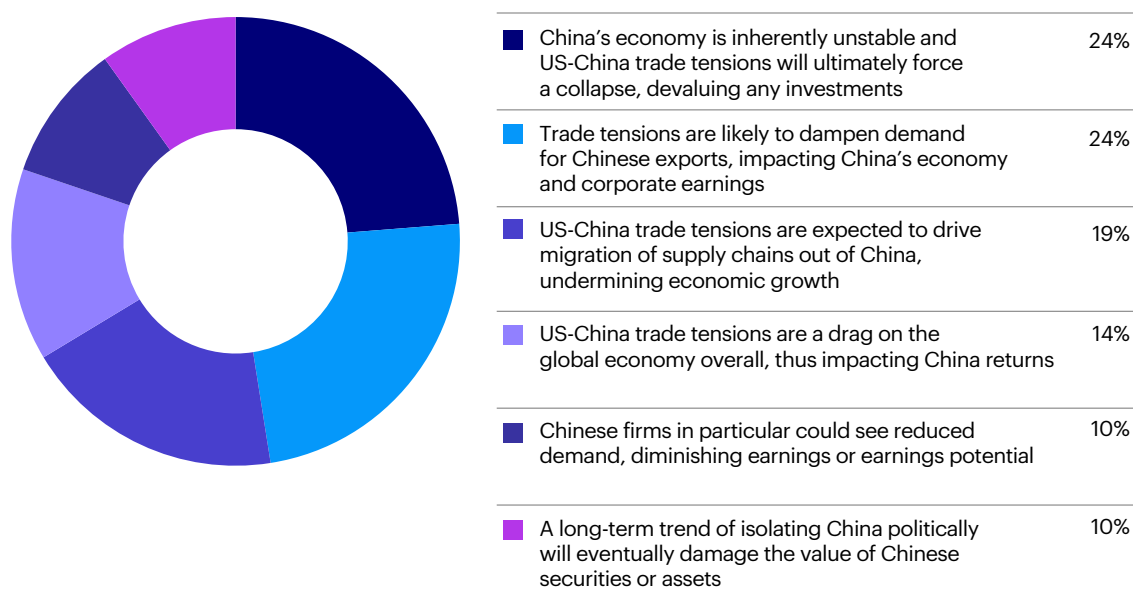 China’s economy is inherently unstable and
US-China trade tensions will ultimately force
a collapse, devaluing any investments
24%
Trade tensions are likely to dampen demand
for Chinese exports, impacting China’s economy
and corporate earnings
24%
US-China trade tensions are expected to drive
migration of supply chains out of China,
undermining economic growth
19%
US-China trade tensions are a drag on the
global economy overall, thus impacting China returns
14%
Chinese firms in particular could see reduced
demand, diminishing earnings or earnings potential
10%
A long-term trend of isolating China politically
will eventually damage the value of Chinese
securities or assets
10%